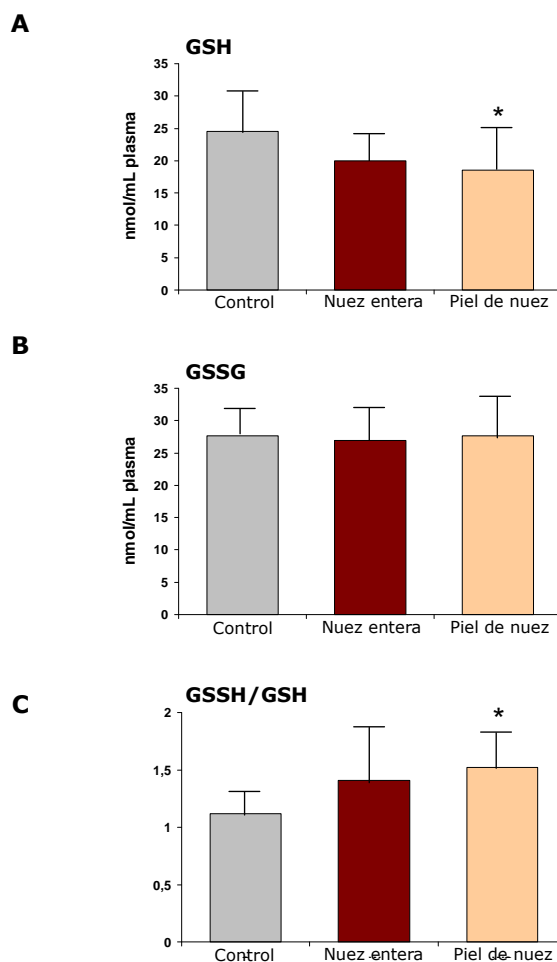 A
GSH
35
30
25
20
15
10
5
0
nmol/mL plasma
*
Control Nuez entera Piel de nuez
B
GSSG
35
30
25
20
15
10
5
0
nmol/mL plasma
Control Nuez entera Piel de nuez
C
GSSH/GSH
2
1,5
1
0,5
0
*
Control Nuez entera Piel de nuez